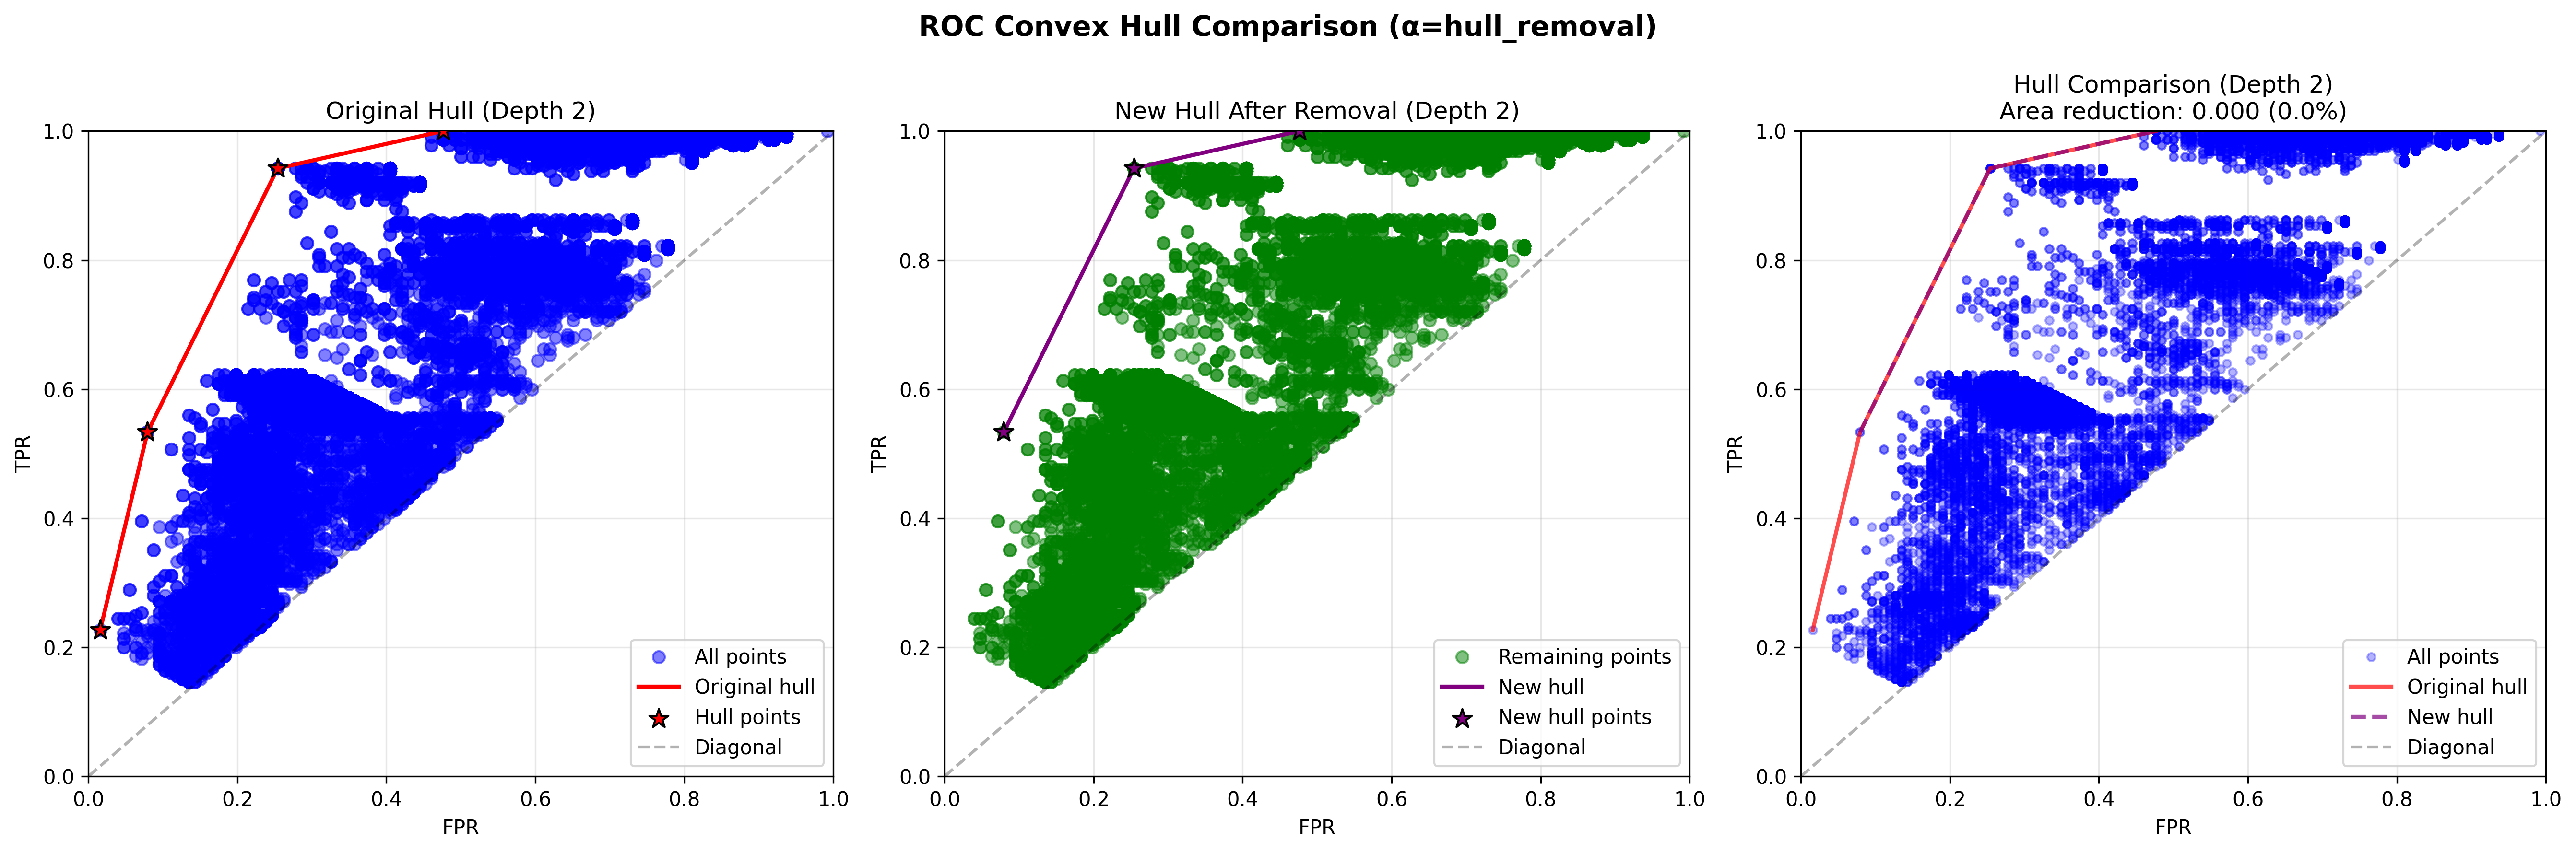 ROC Convex Hull Comparison (α=hull_removal)
Original Hull (Depth 2)
1.0
0.8
0.6
0.4
0.2
0.0
TPR
0.0 0.2 0.4 0.6 0.8 1.0
FPR
All points
Original hull
Hull points
Diagonal
New Hull After Removal (Depth 2)
1.0
0.8
0.6
0.4
0.2
0.0
TPR
0.0 0.2 0.4 0.6 0.8 1.0
FPR
Remaining points
New hull
New hull points
Diagonal
Hull Comparison (Depth 2)
Area reduction: 0.000 (0.0%)
1.0
0.8
0.6
0.4
0.2
0.0
TPR
0.0 0.2 0.4 0.6 0.8 1.0
FPR
All points
Original hull
New hull
Diagonal